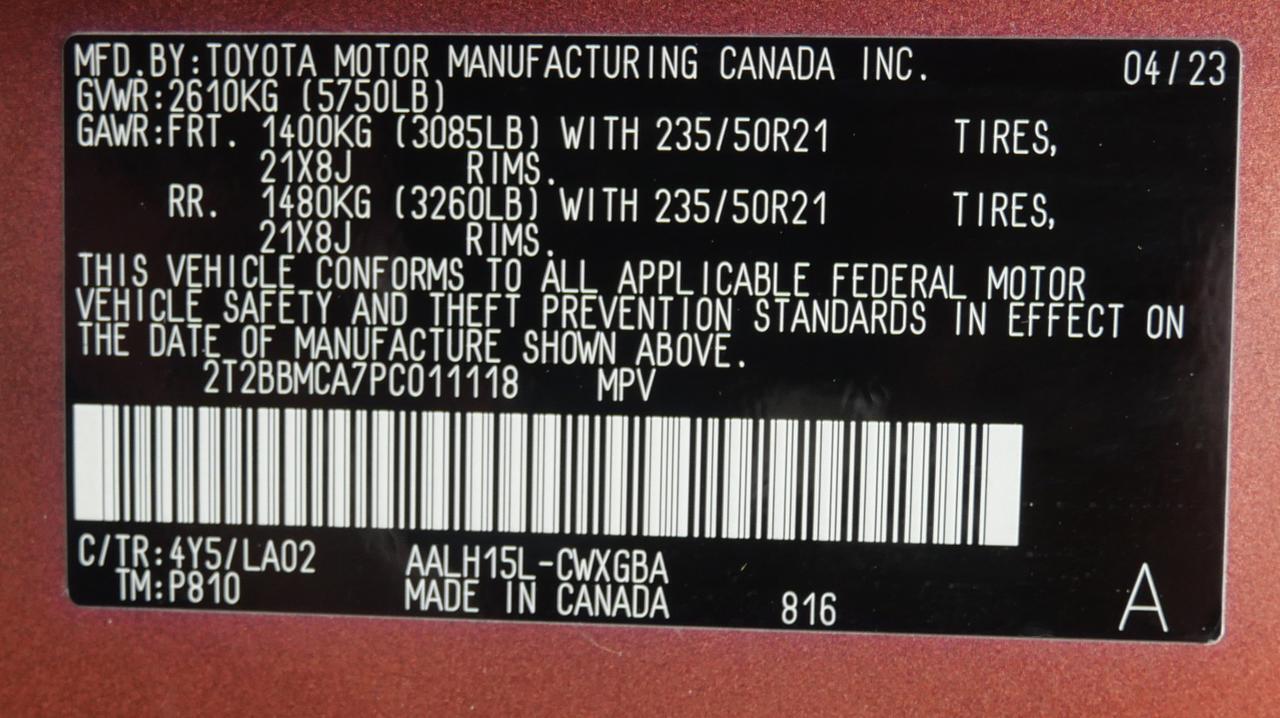 MFD.BY:TOYOTA MOTOR MANUFACTURING CANADA INC. 04/23
GVWR:2610KG (5750LB)
GAWR:FRT. 1400KG (3085LB) WITH 235/50R21 TIRES,
21X8J RIMS.
RR. 1480KG (3260LB) WITH 235/50R21 TIRES,
21X8J RIMS.
THIS VEHICLE CONFORMS TO ALL APPLICABLE FEDERAL MOTOR
VEHICLE SAFETY AND THEFT PREVENTION STANDARDS IN EFFECT ON
THE DATE OF MANUFACTURE SHOWN ABOVE.
2T2BBMCA7PC011118 MPV
C/TR:4Y5/LA02 AALH15L-CWXGBA
TM:P810 MADE IN CANADA 816 A